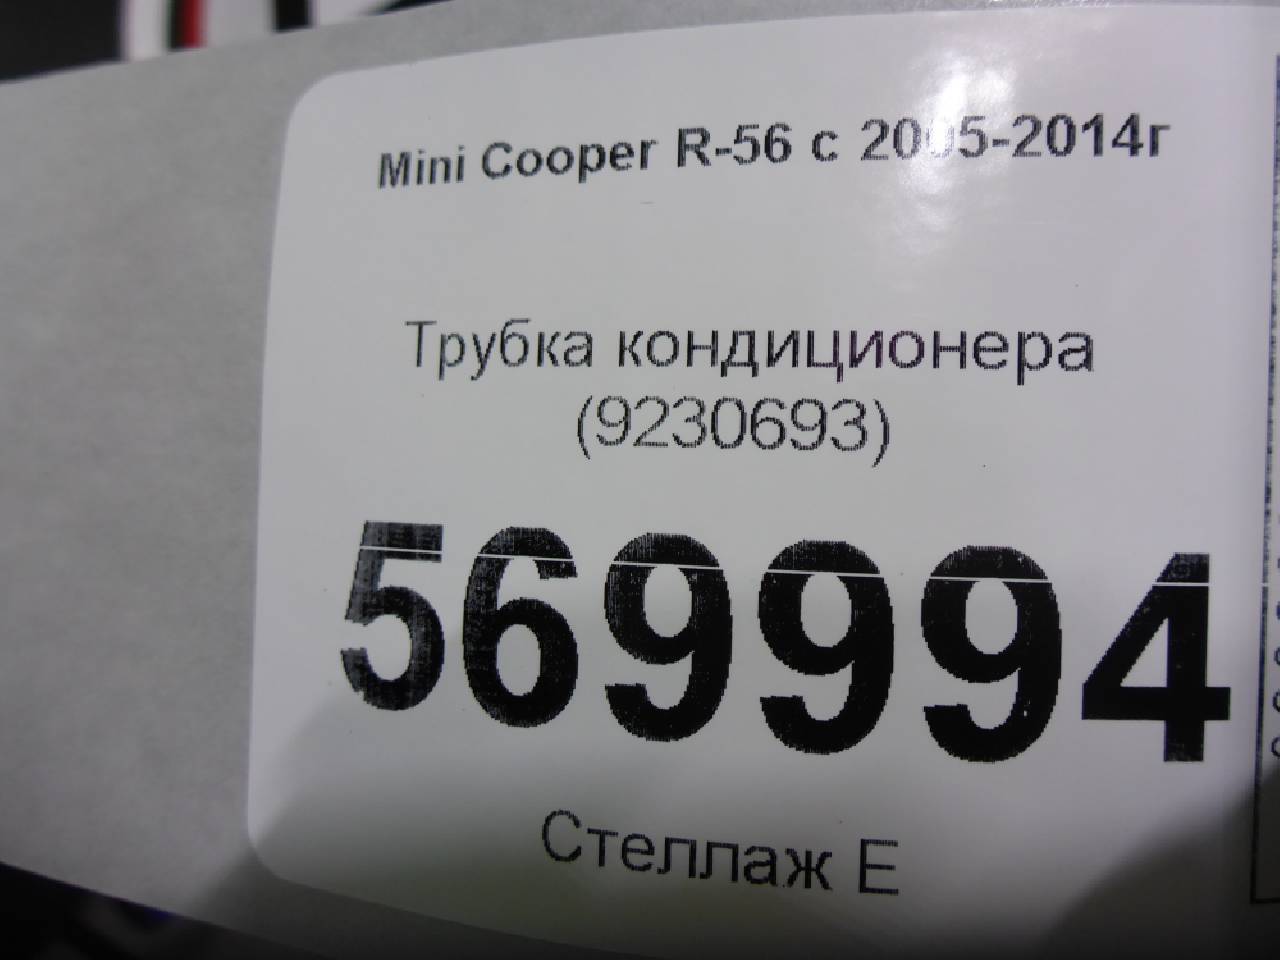 Mini Cooper R-56 с 2005-2014г
Трубка кондиционера
(9230693)
569994
Стеллаж Е